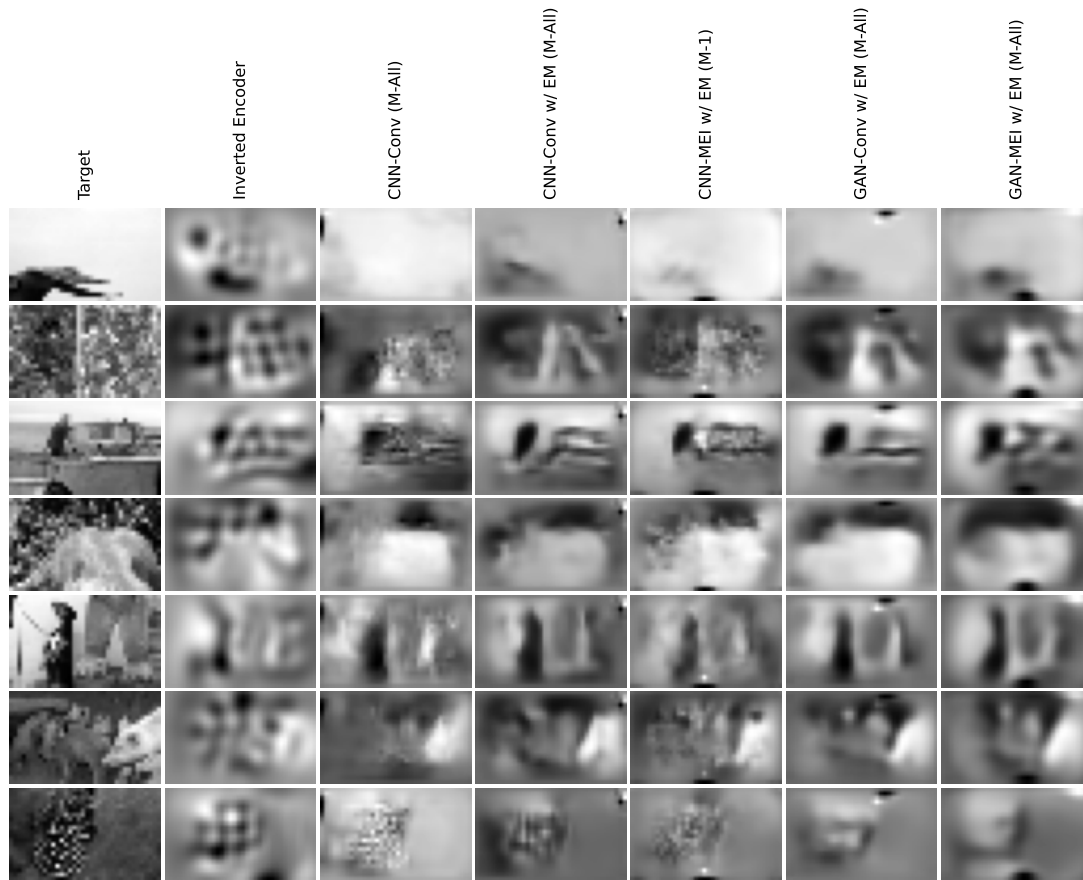 Target
Inverted Encoder
CNN-Conv (M-All)
CNN-Conv w/ EM (M-All)
CNN-MEI w/ EM (M-1)
GAN-Conv w/ EM (M-All)
GAN-MEI w/ EM (M-All)